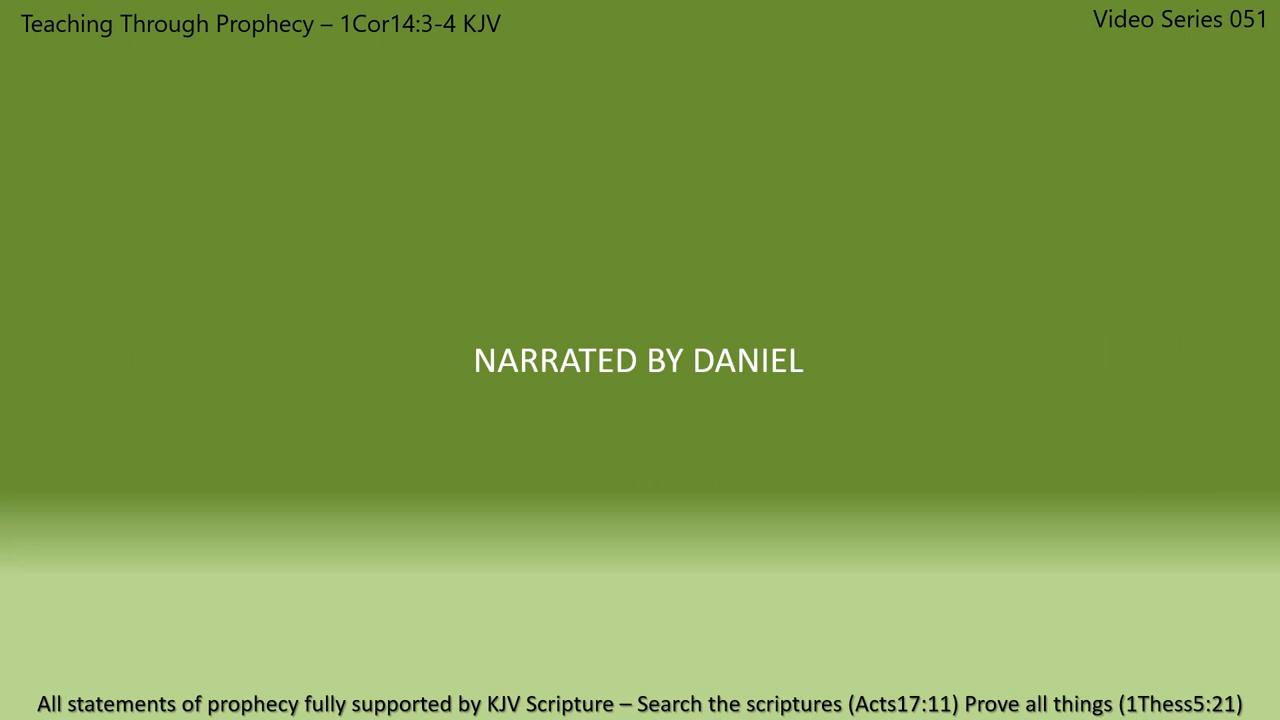 Teaching Through Prophecy – 1Cor14:3-4 KJV
Video Series 051
NARRATED BY DANIEL
All statements of prophecy fully supported by KJV Scripture – Search the scriptures (Acts17:11) Prove all things (1Thess5:21)